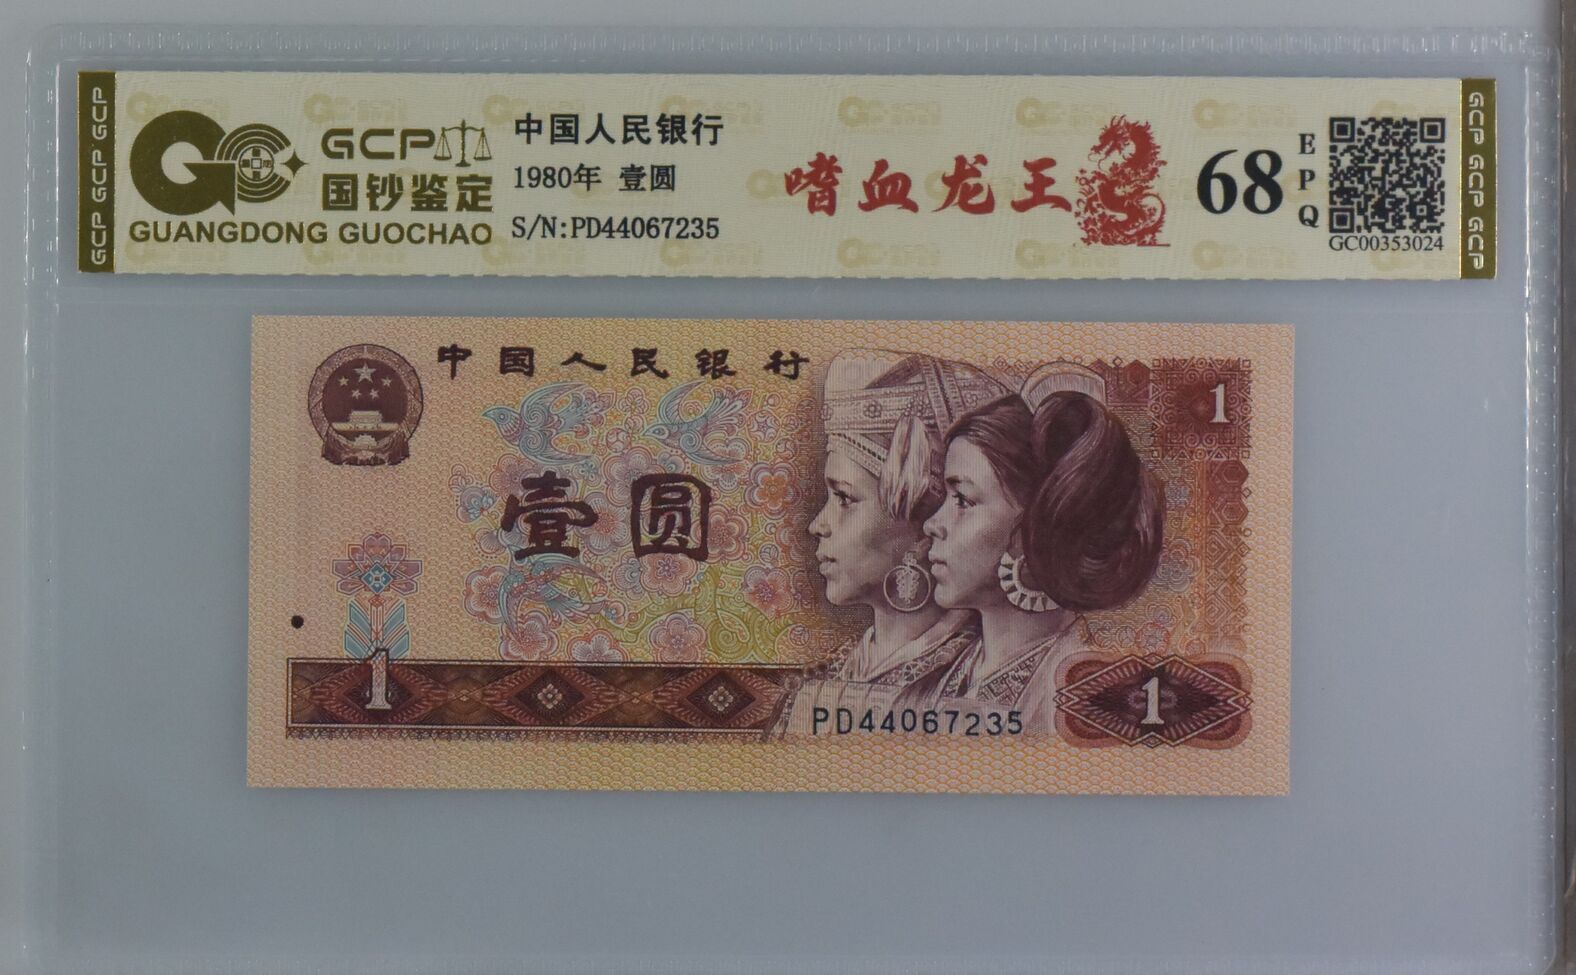 GCP GCP GCP
GCP
国钞鉴定
GUANGDONG GUOCHAO
中国人民银行
1980年 壹圆
S/N:PD44067235
嗜血龙王
68
EPQ
GC00353024
GCP GCP GCP
中国人民银行
1
壹圆
1
PD44067235
1